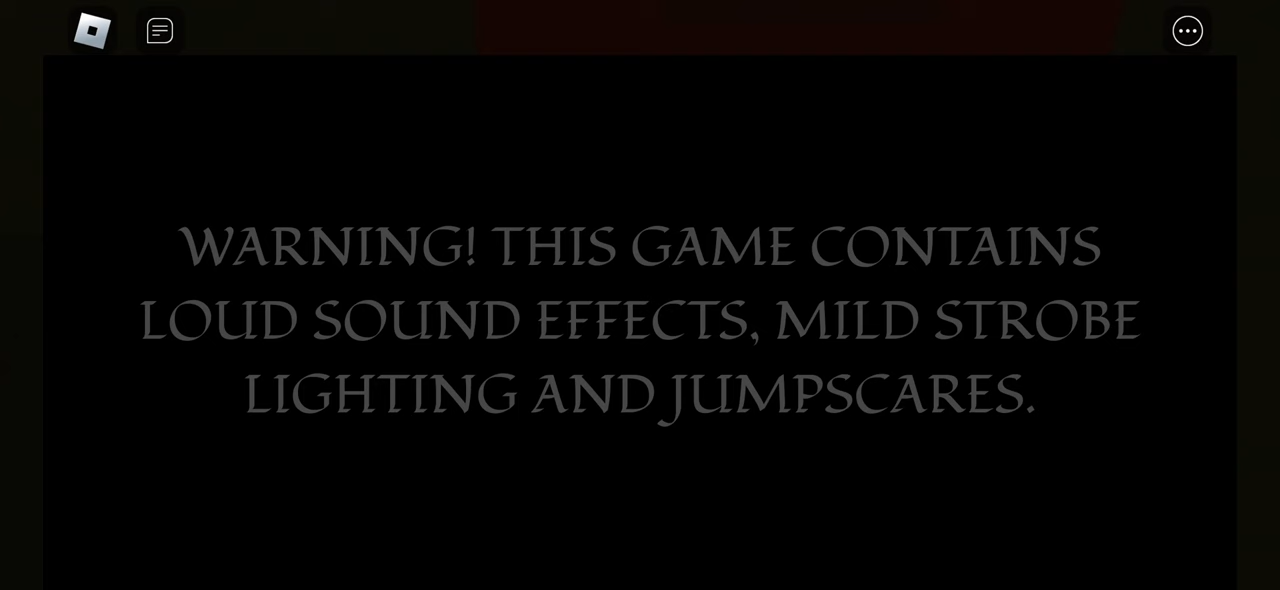 WARNING! THIS GAME CONTAINS
LOUD SOUND EFFECTS, MILD STROBE
LIGHTING AND JUMPSCARES.